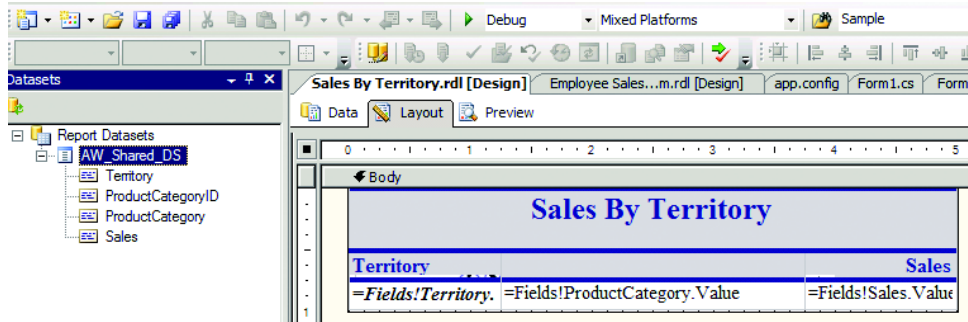 Debug Mixed Platforms Sample
Datasets
Sales By Territory.rdl [Design] Employee Sales...m.rdl [Design] app.config Form1.cs Form
Data Layout Preview
Report Datasets
AW_Shared_DS
Territory
ProductCategoryID
ProductCategory
Sales
0 1 2 3 4 5
Body
Sales By Territory
Territory Sales
=Fields!Territory. =Fields!ProductCategory.Value =Fields!Sales.Value
1